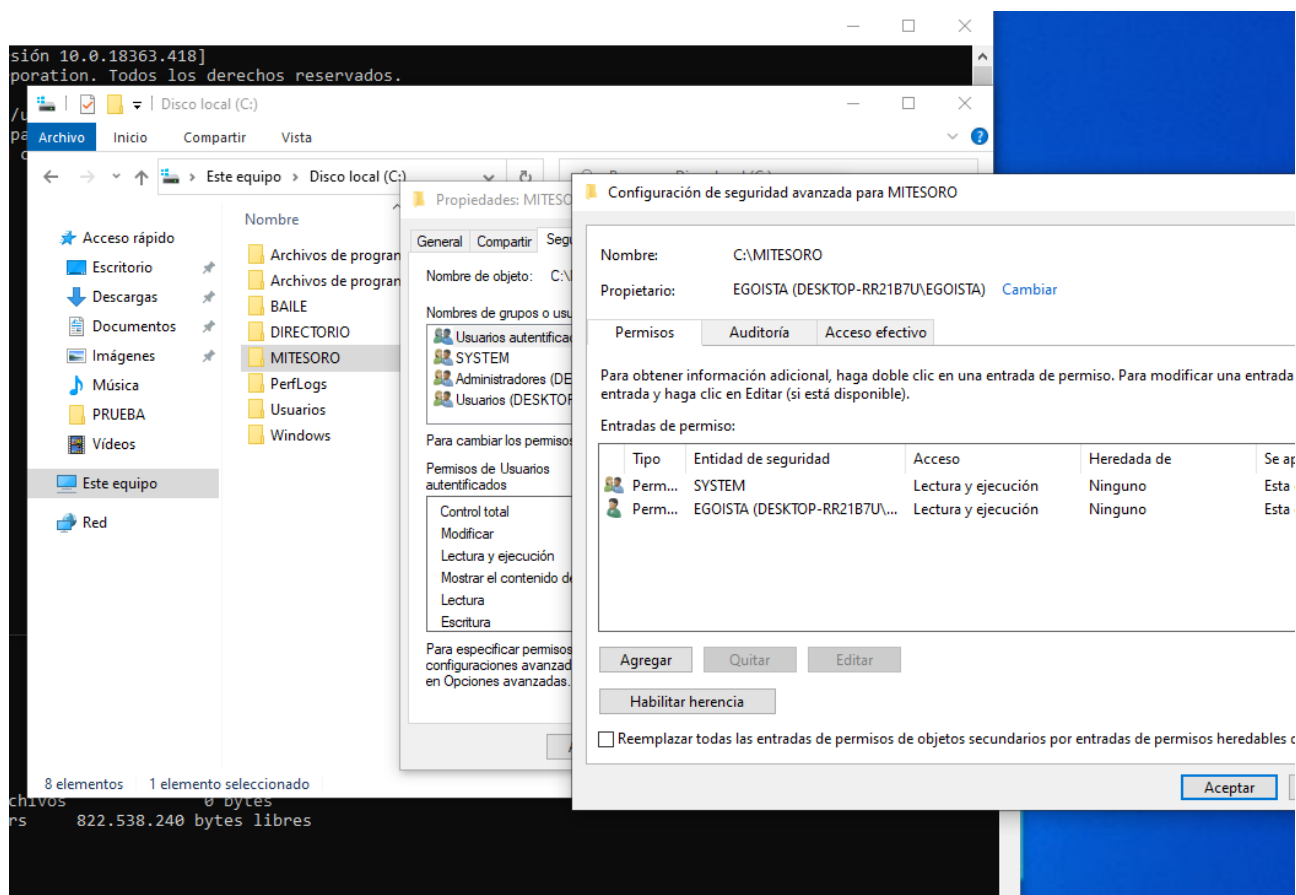 sión 10.0.18363.418]
poration. Todos los derechos reservados.
Disco local (C:)
Archivo Inicio Compartir Vista
Este equipo > Disco local (C:)
Nombre
Acceso rápido
Escritorio
Descargas
Documentos
Imágenes
Música
PRUEBA
Vídeos
Este equipo
Red
Archivos de progran
Archivos de progran
BAILE
DIRECTORIO
MITESORO
PerfLogs
Usuarios
Windows
8 elementos 1 elemento seleccionado
chivos 0 bytes
rs 822.538.240 bytes libres
Propiedades: MITESO
General Compartir Segu
Nombre de objeto: C:\
Nombres de grupos o usu
Usuarios autentificad
SYSTEM
Administradores (DE
Usuarios (DESKTOP
Para cambiar los permisos
Permisos de Usuarios
autentificados
Control total
Modificar
Lectura y ejecución
Mostrar el contenido de
Lectura
Escritura
Para especificar permisos
configuraciones avanzad
en Opciones avanzadas.
Configuración de seguridad avanzada para MITESORO
Nombre: C:\MITESORO
Propietario: EGOISTA (DESKTOP-RR21B7U\EGOISTA) Cambiar
Permisos Auditoría Acceso efectivo
Para obtener información adicional, haga doble clic en una entrada de permiso. Para modificar una entrada
entrada y haga clic en Editar (si está disponible).
Entradas de permiso:
Tipo Entidad de seguridad Acceso Heredada de Se ap
Perm... SYSTEM Lectura y ejecución Ninguno Esta
Perm... EGOISTA (DESKTOP-RR21B7U\... Lectura y ejecución Ninguno Esta
Agregar Quitar Editar
Habilitar herencia
Reemplazar todas las entradas de permisos de objetos secundarios por entradas de permisos heredables
Aceptar